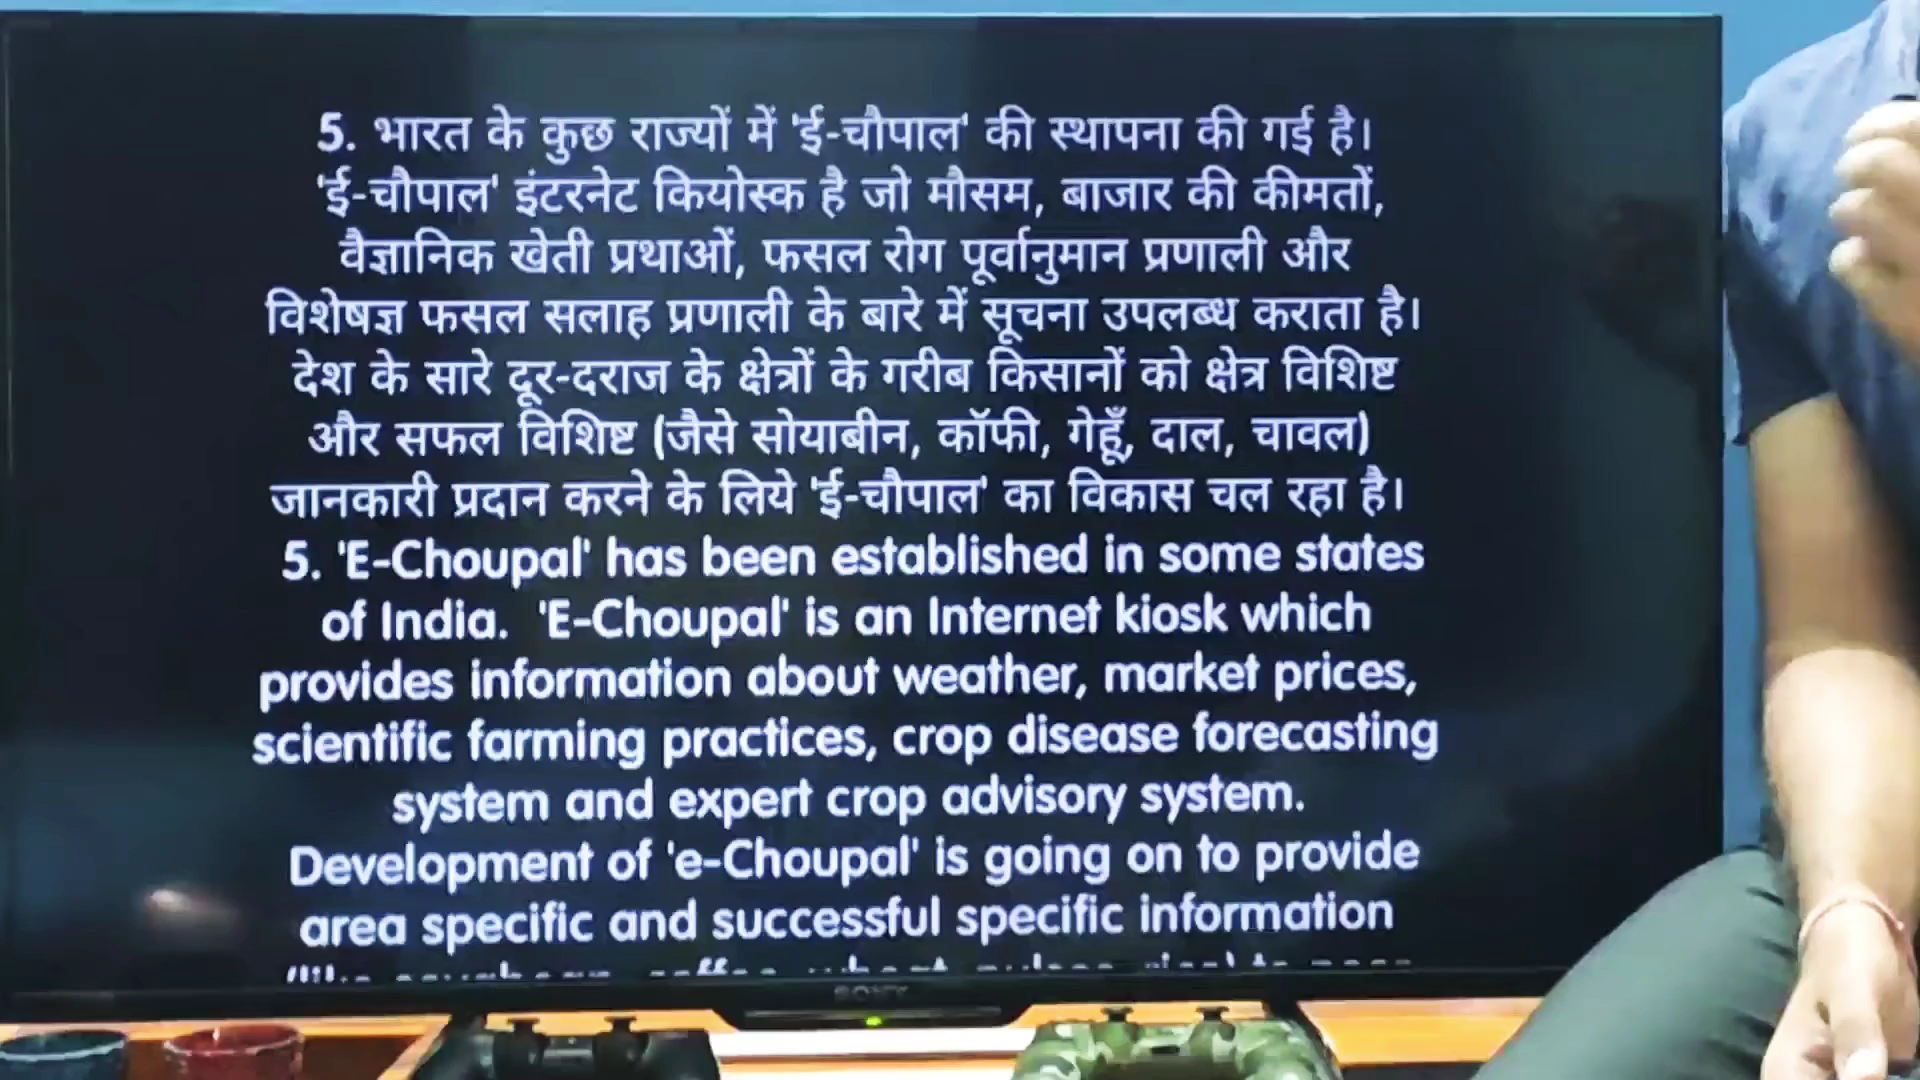 5. भारत के कुछ राज्यों में 'ई-चौपाल' की स्थापना की गई है।
'ई-चौपाल' इंटरनेट कियोस्क है जो मौसम, बाजार की कीमतों,
वैज्ञानिक खेती प्रथाओं, फसल रोग पूर्वानुमान प्रणाली और
विशेषज्ञ फसल सलाह प्रणाली के बारे में सूचना उपलब्ध कराता है।
देश के सारे दूर-दराज के क्षेत्रों के गरीब किसानों को क्षेत्र विशिष्ट
और सफल विशिष्ट (जैसे सोयाबीन, कॉफी, गेहूँ, दाल, चावल)
जानकारी प्रदान करने के लिये 'ई-चौपाल' का विकास चल रहा है।
5. 'E-Choupal' has been established in some states
of India. 'E-Choupal' is an Internet kiosk which
provides information about weather, market prices,
scientific farming practices, crop disease forecasting
system and expert crop advisory system.
Development of 'e-Choupal' is going on to provide
area specific and successful specific information
SONY